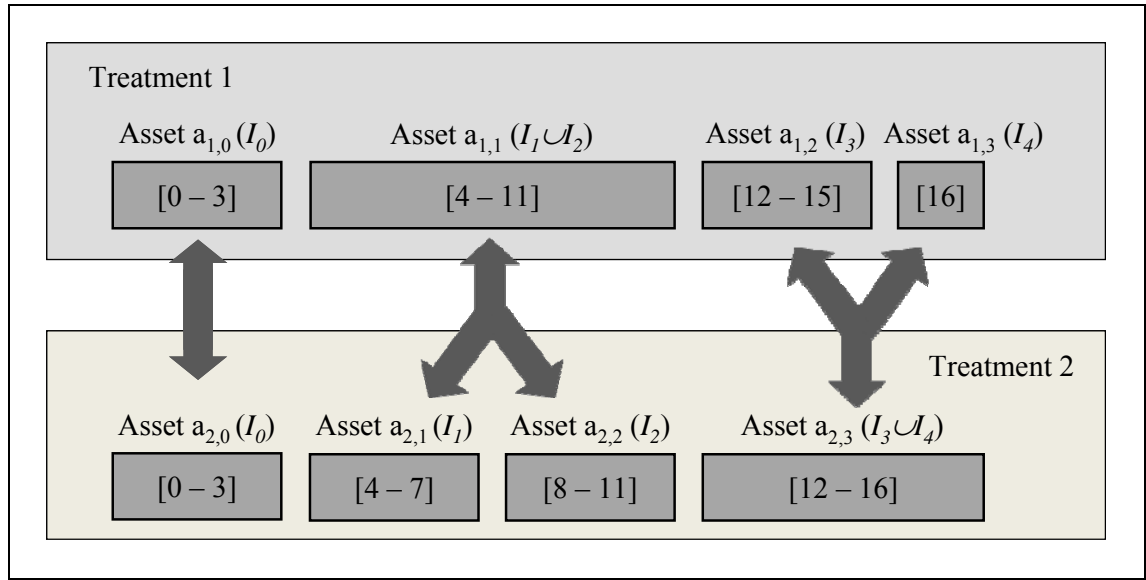 Treatment 1
Asset a1,0 (I0) Asset a1,1 (I1∪I2) Asset a1,2 (I3) Asset a1,3 (I4)
[0 – 3] [4 – 11] [12 – 15] [16]
Treatment 2
Asset a2,0 (I0) Asset a2,1 (I1) Asset a2,2 (I2) Asset a2,3 (I3∪I4)
[0 – 3] [4 – 7] [8 – 11] [12 – 16]